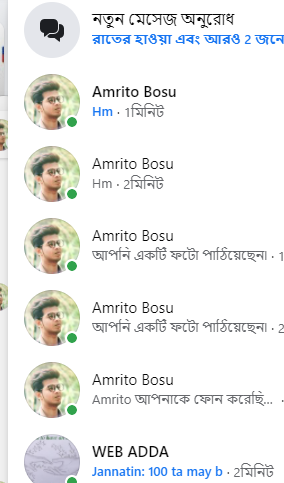 নতুন মেসেজ অনুরোধ
রাতের হাওয়া এবং আরও 2 জনে
Amrito Bosu
Hm · 1মিনিট
Amrito Bosu
Hm · 2মিনিট
Amrito Bosu
আপনি একটি ফটো পাঠিয়েছেন। · 1
Amrito Bosu
আপনি একটি ফটো পাঠিয়েছেন। · 2
Amrito Bosu
Amrito আপনাকে ফোন করেছি... ·
WEB ADDA
Jannatin: 100 ta may b · 2মিনিট